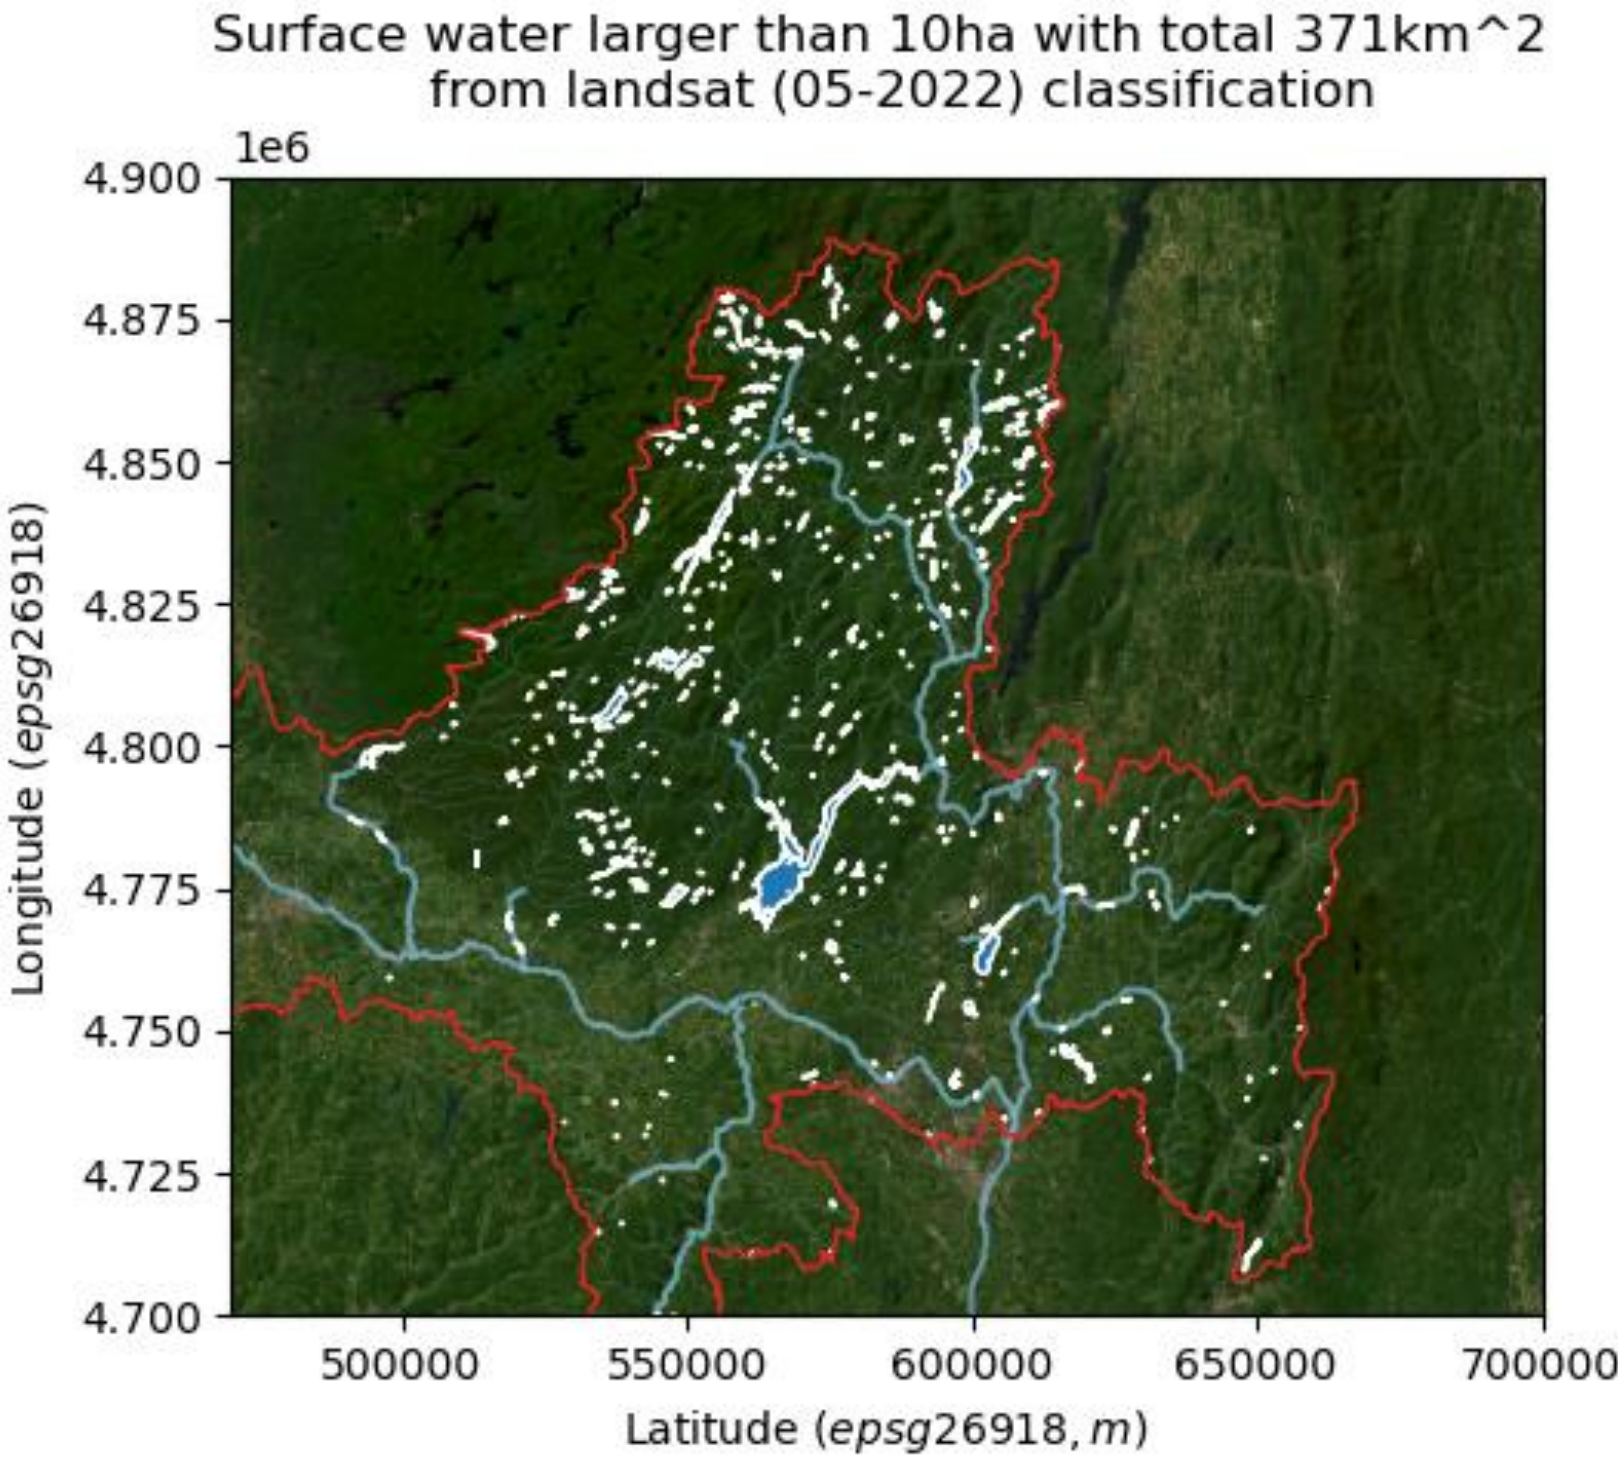 Surface water larger than 10ha with total 371km^2
from landsat (05-2022) classification
1e6
4.900
4.875
4.850
4.825
4.800
4.775
4.750
4.725
4.700
Longitude (epsg26918)
500000
550000
600000
650000
700000
Latitude (epsg26918, m)